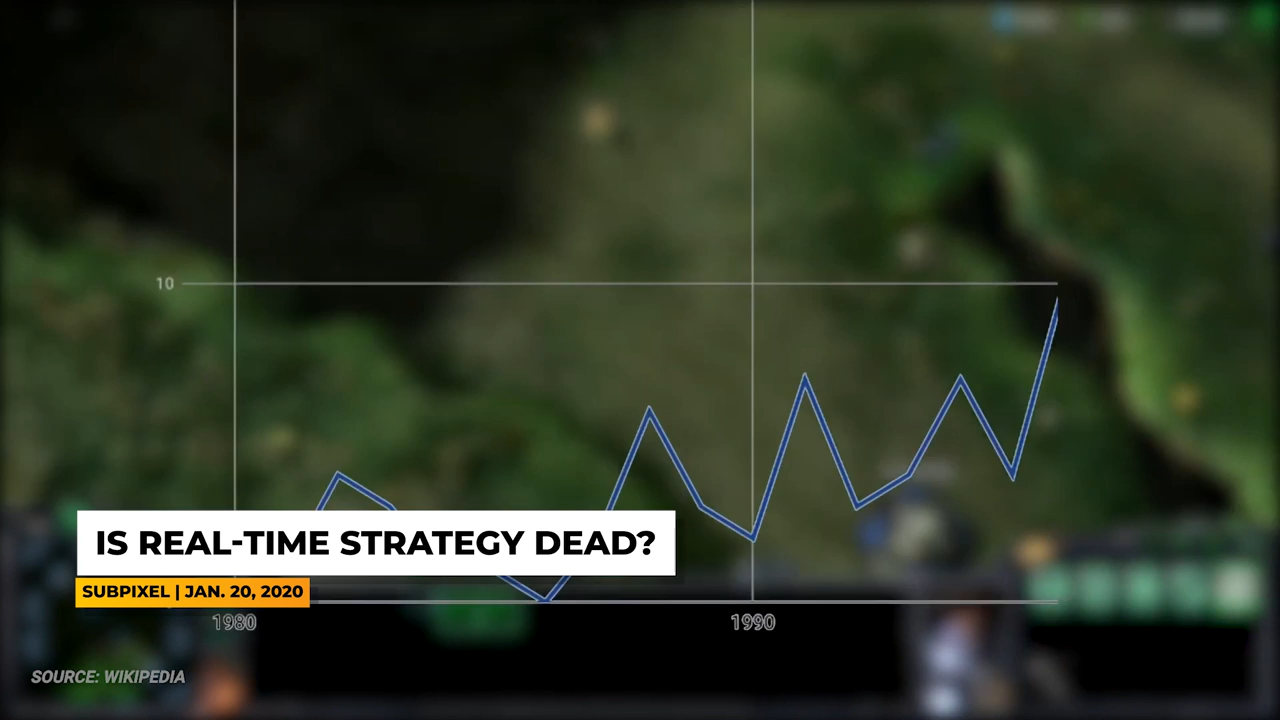 10
IS REAL-TIME STRATEGY DEAD?
SUBPIXEL | JAN. 20, 2020
1980
1990
SOURCE: WIKIPEDIA